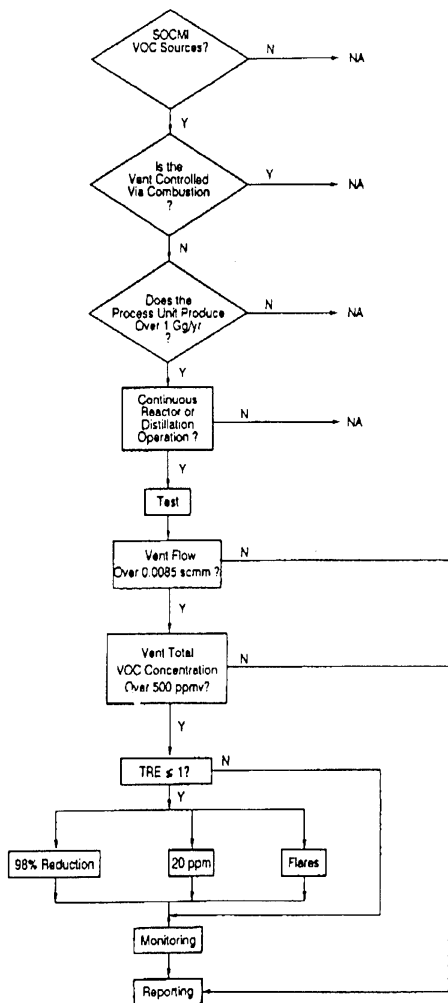 SOCMI
VOC Sources?
N
NA
Y
Is the
Vent Controlled
Via Combustion
?
Y
NA
N
Does the
Process Unit Produce
Over 1 Gg/yr
?
N
NA
Y
Continuous
Reactor or
Distillation
Operation ?
N
NA
Y
Test
Vent Flow
Over 0.0085 scmm ?
N
Y
Vent Total
VOC Concentration
Over 500 ppmv?
N
Y
TRE ≤ 1?
N
Y
98% Reduction
20 ppm
Flares
Monitoring
Reporting